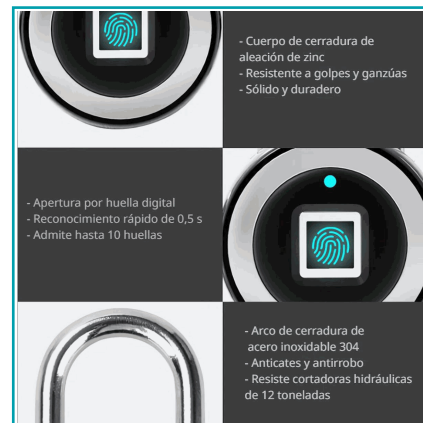 - Cuerpo de cerradura de
aleación de zinc
- Resistente a golpes y ganzúas
- Sólido y duradero
- Apertura por huella digital
- Reconocimiento rápido de 0,5 s
- Admite hasta 10 huellas
- Arco de cerradura de
acero inoxidable 304
- Anticates y antirrobo
- Resiste cortadoras hidráulicas
de 12 toneladas